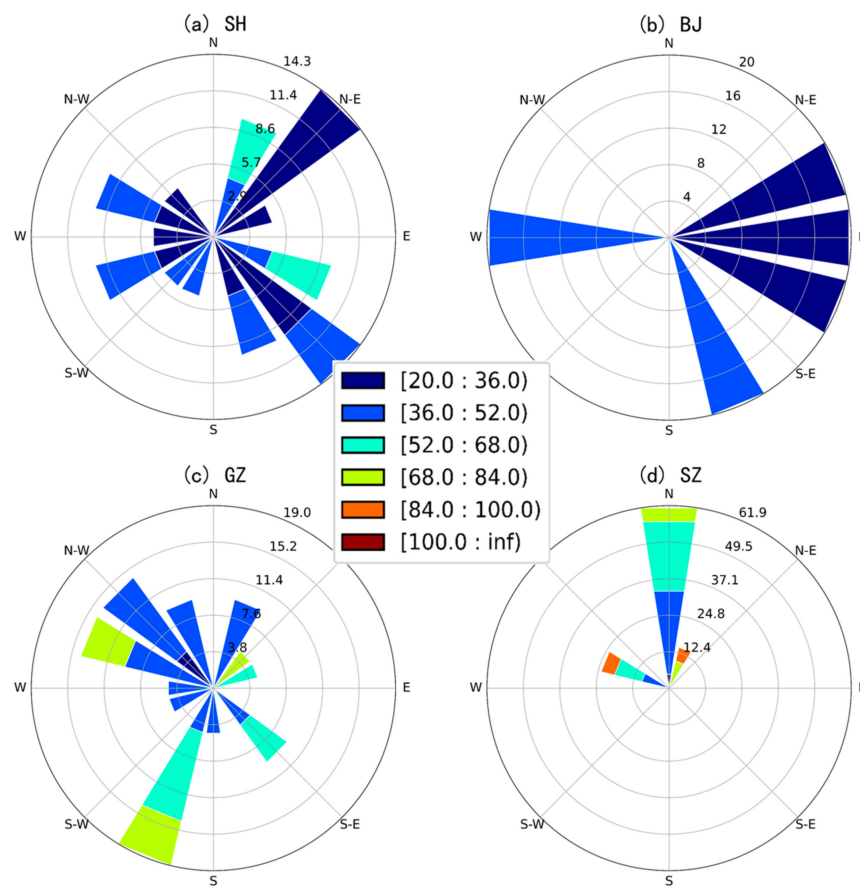 (a) SH
N
14.3
11.4
8.6
5.7
2.9
N-W
N-E
W
E
S-W
S
(b) BJ
N
20
16
12
8
4
N-W
N-E
W
S-E
S
[20.0 : 36.0)
[36.0 : 52.0)
[52.0 : 68.0)
[68.0 : 84.0)
[84.0 : 100.0)
[100.0 : inf)
(c) GZ
N
19.0
15.2
11.4
7.6
3.8
N-W
W
E
S-W
S-E
S
(d) SZ
N
61.9
49.5
37.1
24.8
12.4
N-E
W
S-W
S-E
S